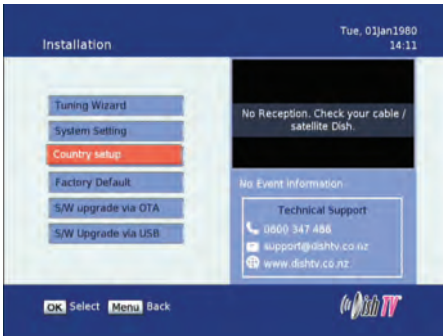 Tue, 01Jan1980
Installation
14:11
Tuning Wizard
System Setting
Country setup
Factory Default
S/W upgrade via OTA
S/W Upgrade via USB
No Reception. Check your cable /
satellite Dish.
No Event Information
Technical Support
0800 347 486
support@dishtv.co.nz
www.dishtv.co.nz
OK Select Menu Back
Dish TV